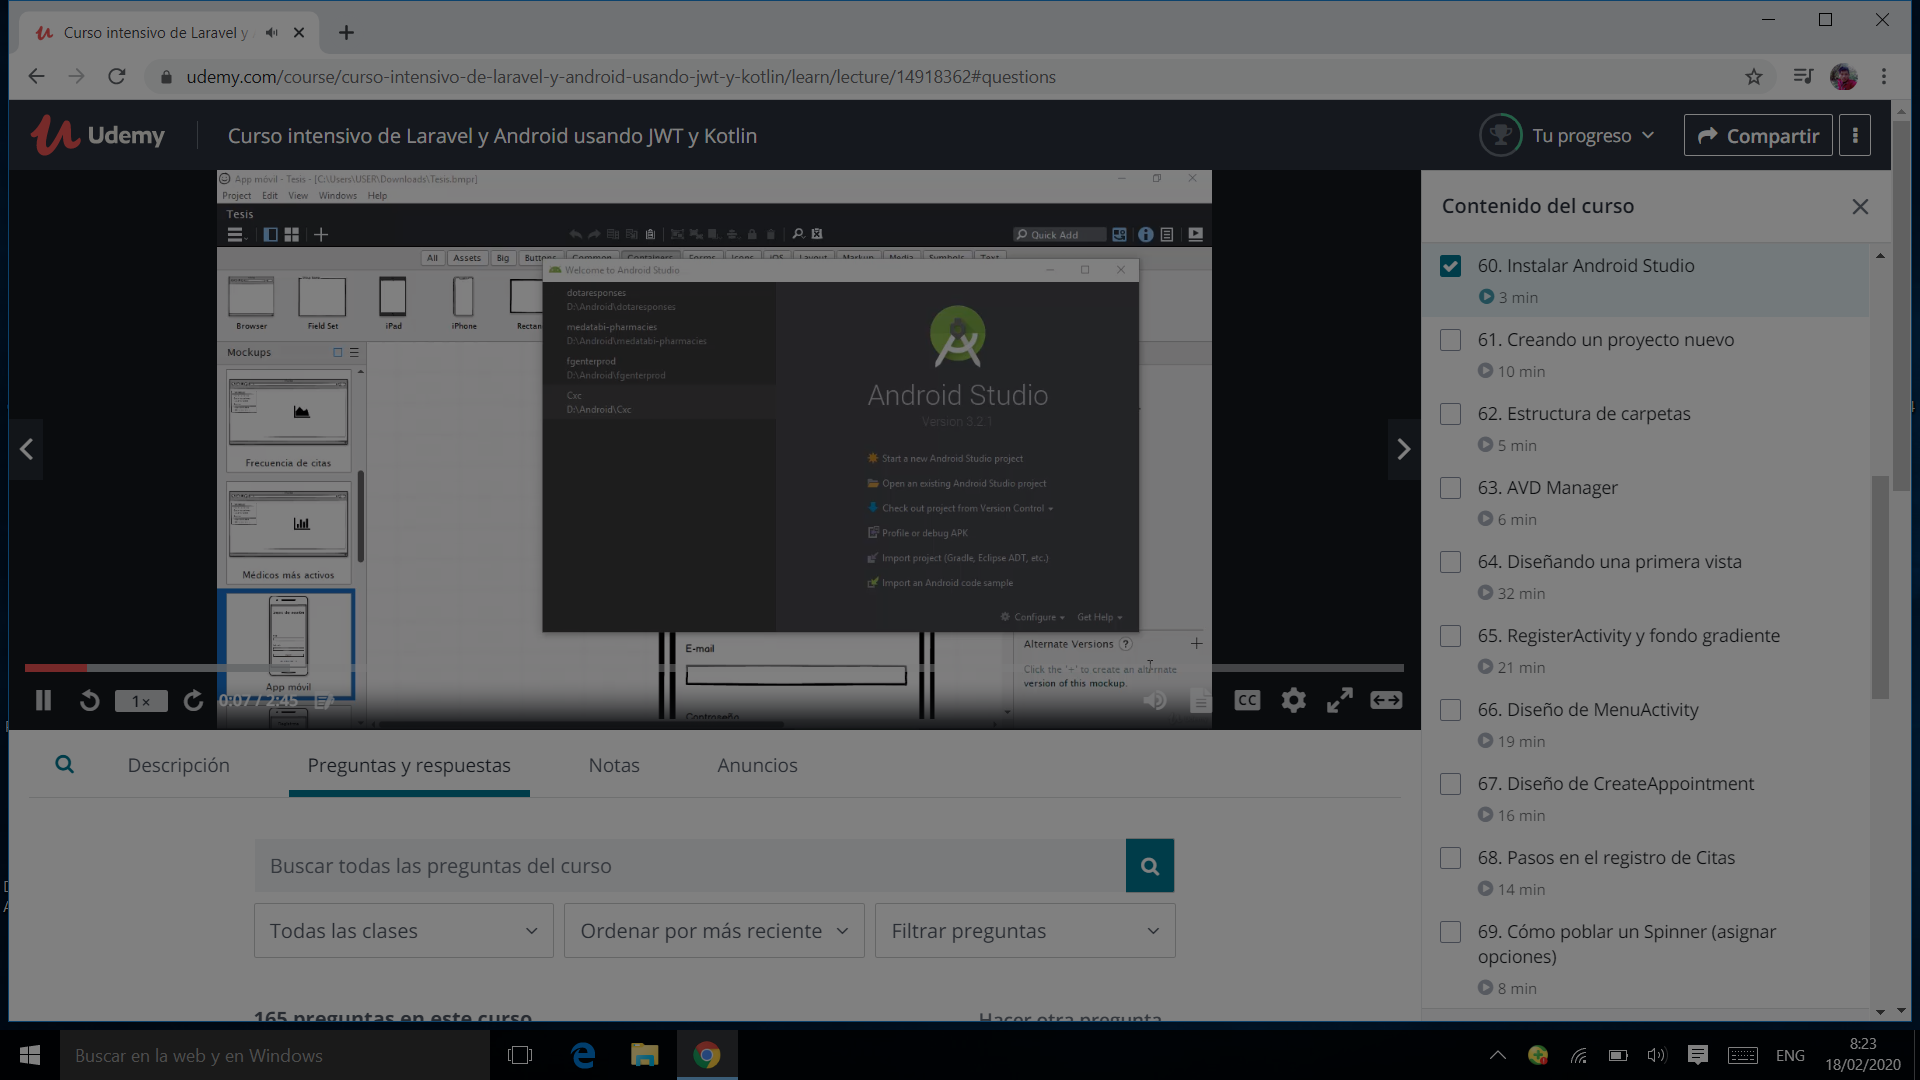 Curso intensivo de Laravel y
udemy.com/course/curso-intensivo-de-laravel-y-android-usando-jwt-y-kotlin/learn/lecture/14918362#questions
Udemy
Curso intensivo de Laravel y Android usando JWT y Kotlin
Tu progreso
Compartir
App móvil - Tesis - [C:\Users\USER\Downloads\Tesis.bmpr]
Project Edit View Windows Help
Tesis
Quick Add
All Assets Big Buttons Common Containers Forms Icons iOS Layout Markup Media Symbols Text
Browser Field Set iPad iPhone
Mockups
Frecuencia de citas
Médicos más activos
App móvil
Welcome to Android Studio
dotaresponses
D:\Android\dotaresponses
medatabi-pharmacies
D:\Android\medatabi-pharmacies
fgenterprod
D:\Android\fgenterprod
Cxc
D:\Android\Cxc
Android Studio
Version 3.2.1
Start a new Android Studio project
Open an existing Android Studio project
Check out project from Version Control
Profile or debug APK
Import project (Gradle, Eclipse ADT, etc.)
Import an Android code sample
Configure Get Help
E-mail
Contraseña
Alternate Versions ?
Click the '+' to create an alternate
version of this mockup.
1x
0:07 / 2:45
CC
Contenido del curso
60. Instalar Android Studio
3 min
61. Creando un proyecto nuevo
10 min
62. Estructura de carpetas
5 min
63. AVD Manager
6 min
64. Diseñando una primera vista
32 min
65. RegisterActivity y fondo gradiente
21 min
66. Diseño de MenuActivity
19 min
67. Diseño de CreateAppointment
16 min
68. Pasos en el registro de Citas
14 min
69. Cómo poblar un Spinner (asignar
opciones)
8 min
Descripción
Preguntas y respuestas
Notas
Anuncios
Buscar todas las preguntas del curso
Todas las clases
Ordenar por más reciente
Filtrar preguntas
165 preguntas en este curso
Hacer otra pregunta
Buscar en la web y en Windows
ENG
8:23
18/02/2020